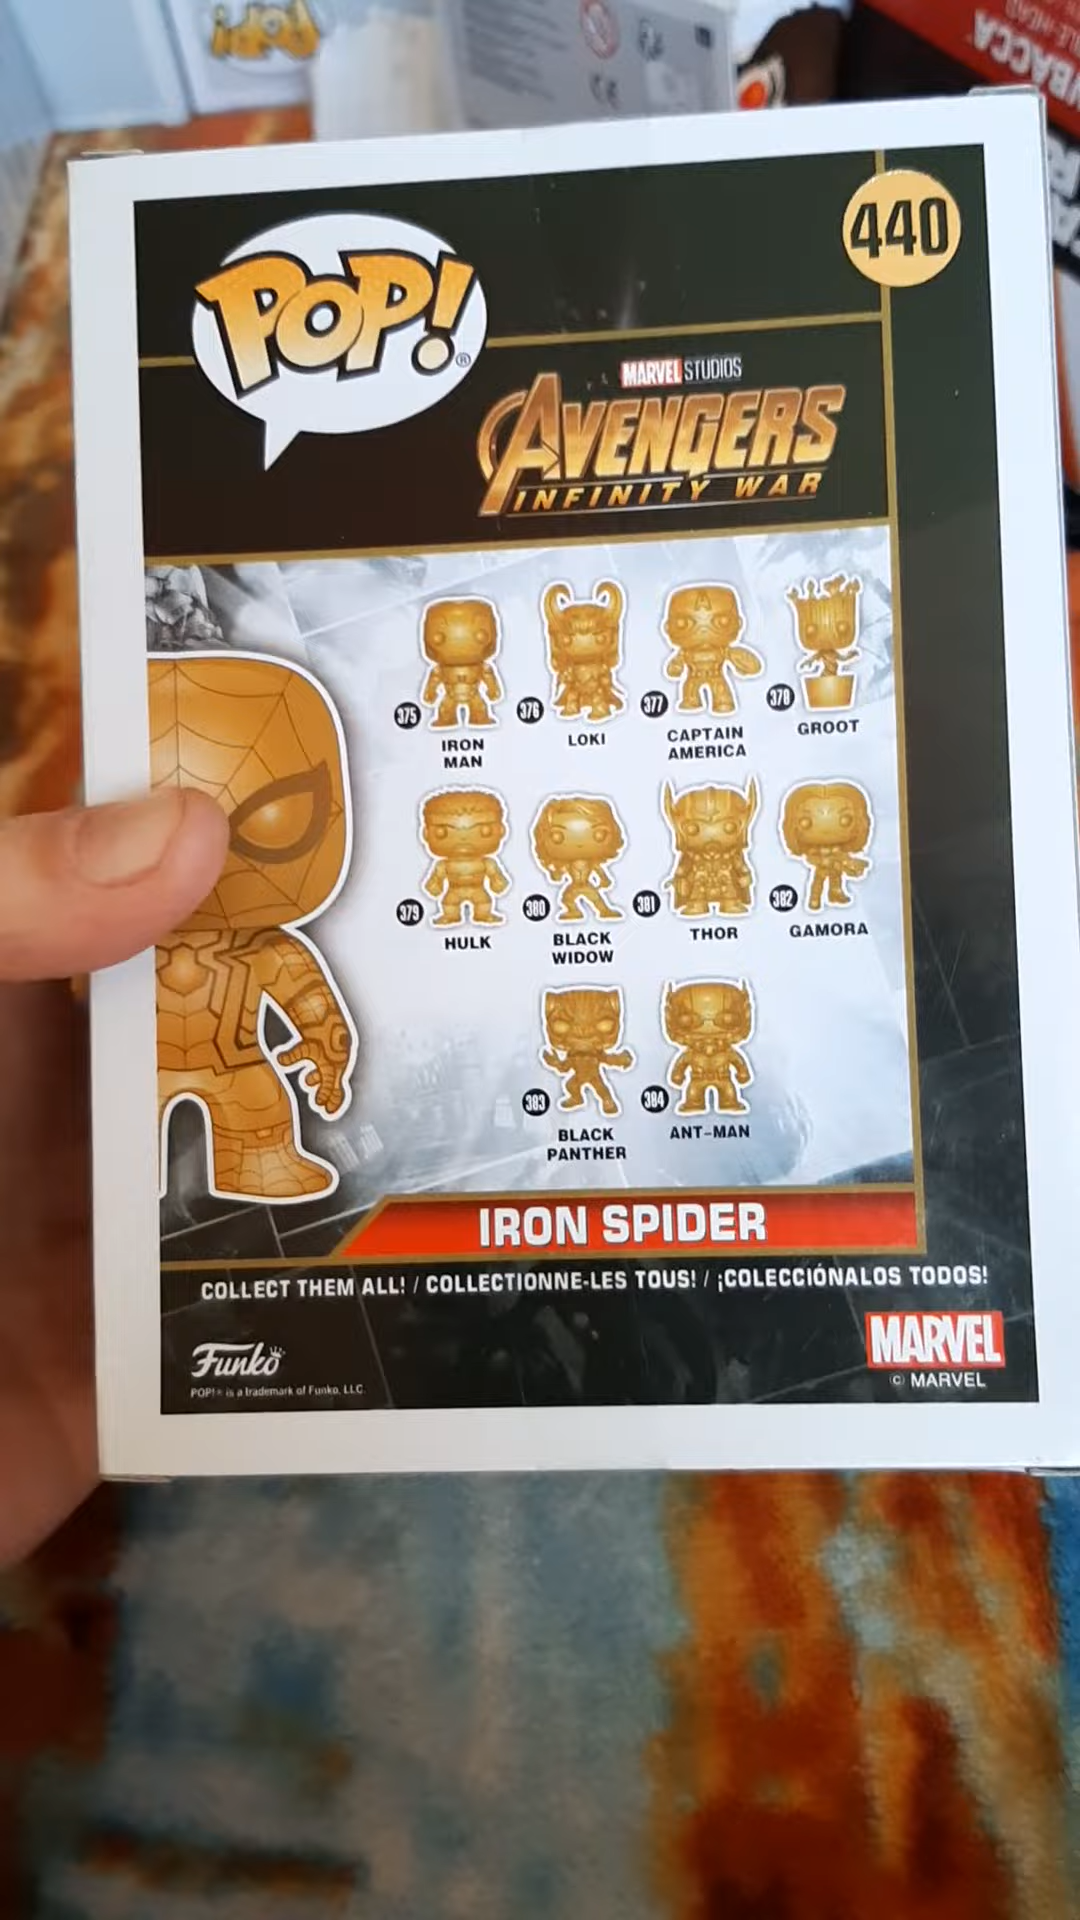 POP!
BACCA
440
POP!
®
MARVEL STUDIOS
AVENGERS
INFINITY WAR
375
IRON
MAN
376
LOKI
377
CAPTAIN
AMERICA
378
GROOT
379
HULK
380
BLACK
WIDOW
381
THOR
382
GAMORA
383
BLACK
PANTHER
384
ANT-MAN
IRON SPIDER
COLLECT THEM ALL! / COLLECTIONNE-LES TOUS! / ¡COLECCIÓNALOS TODOS!
Funko
POP!® is a trademark of Funko, LLC.
MARVEL
© MARVEL